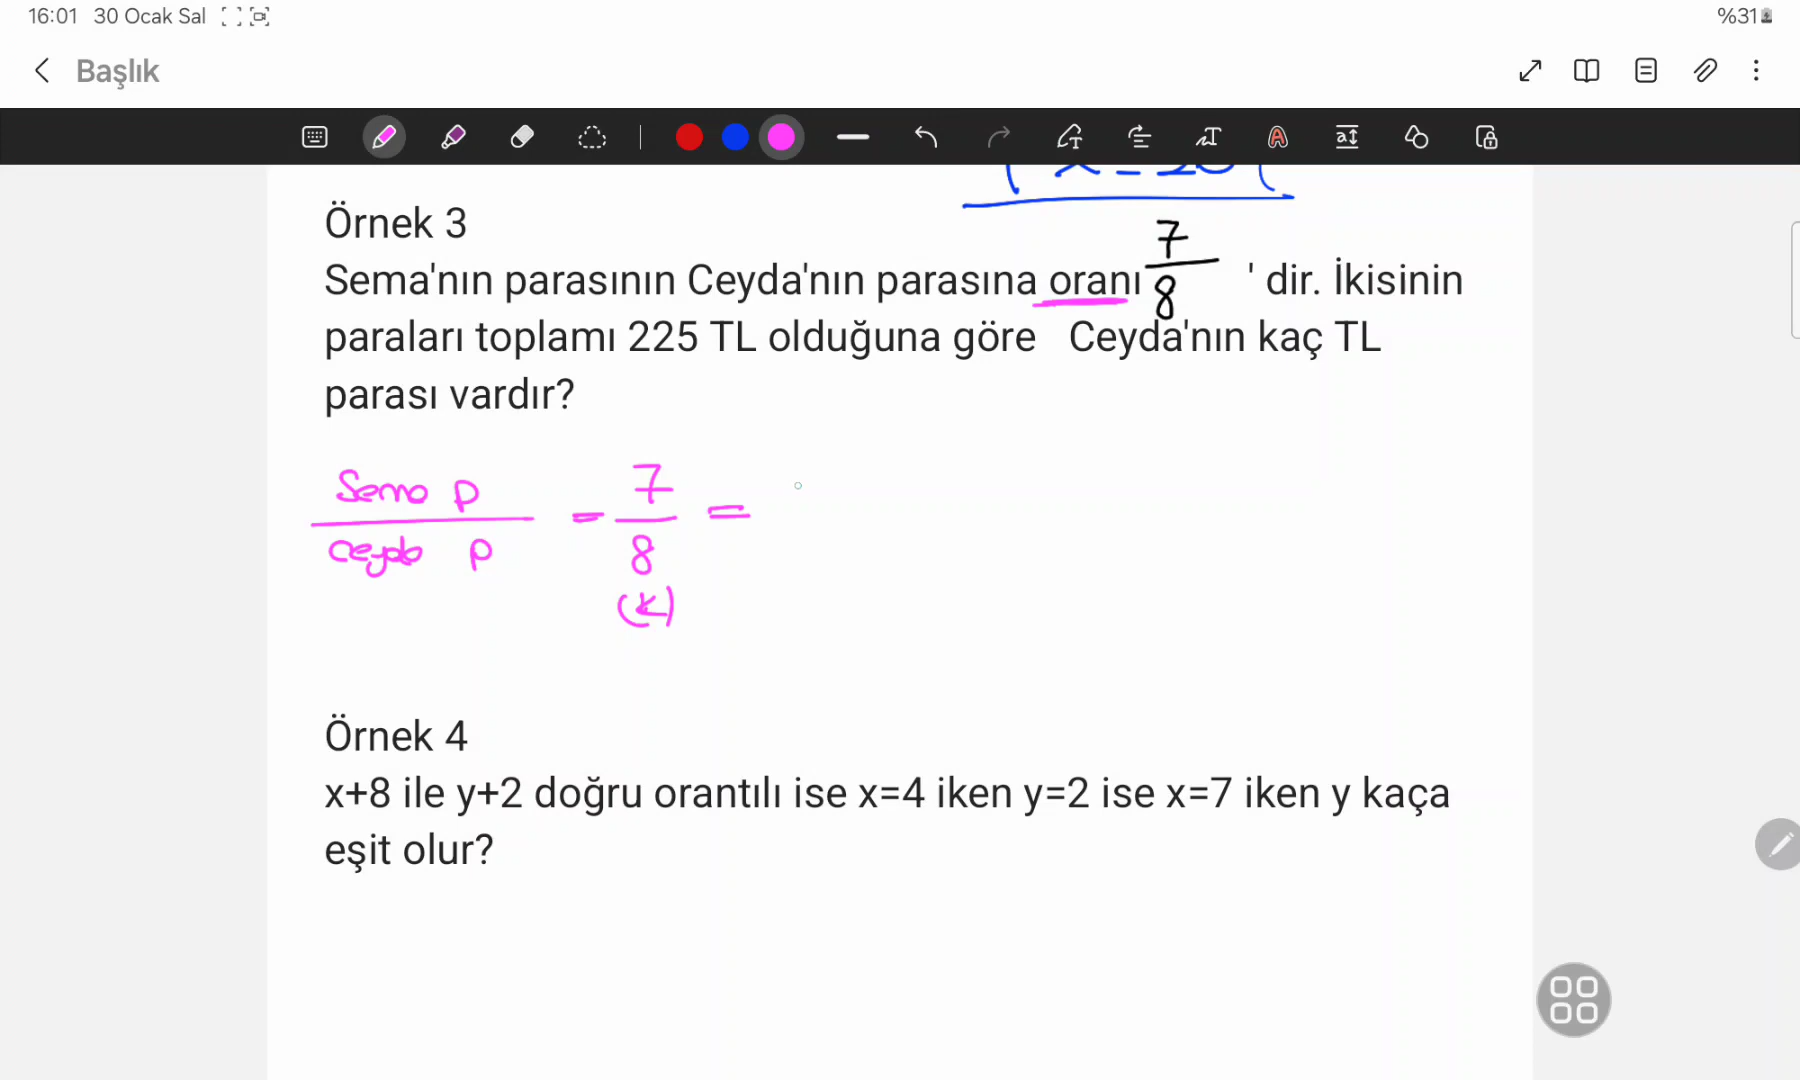 16:01 30 Ocak Sal
%31
Başlık
Örnek 3
7
Sema'nın parasının Ceyda'nın parasına oranı ' dir. İkisinin
8
paraları toplamı 225 TL olduğuna göre Ceyda'nın kaç TL
parası vardır?
Sema p = 7 =
Ceyda p 8
(k)
Örnek 4
x+8 ile y+2 doğru orantılı ise x=4 iken y=2 ise x=7 iken y kaça
eşit olur?